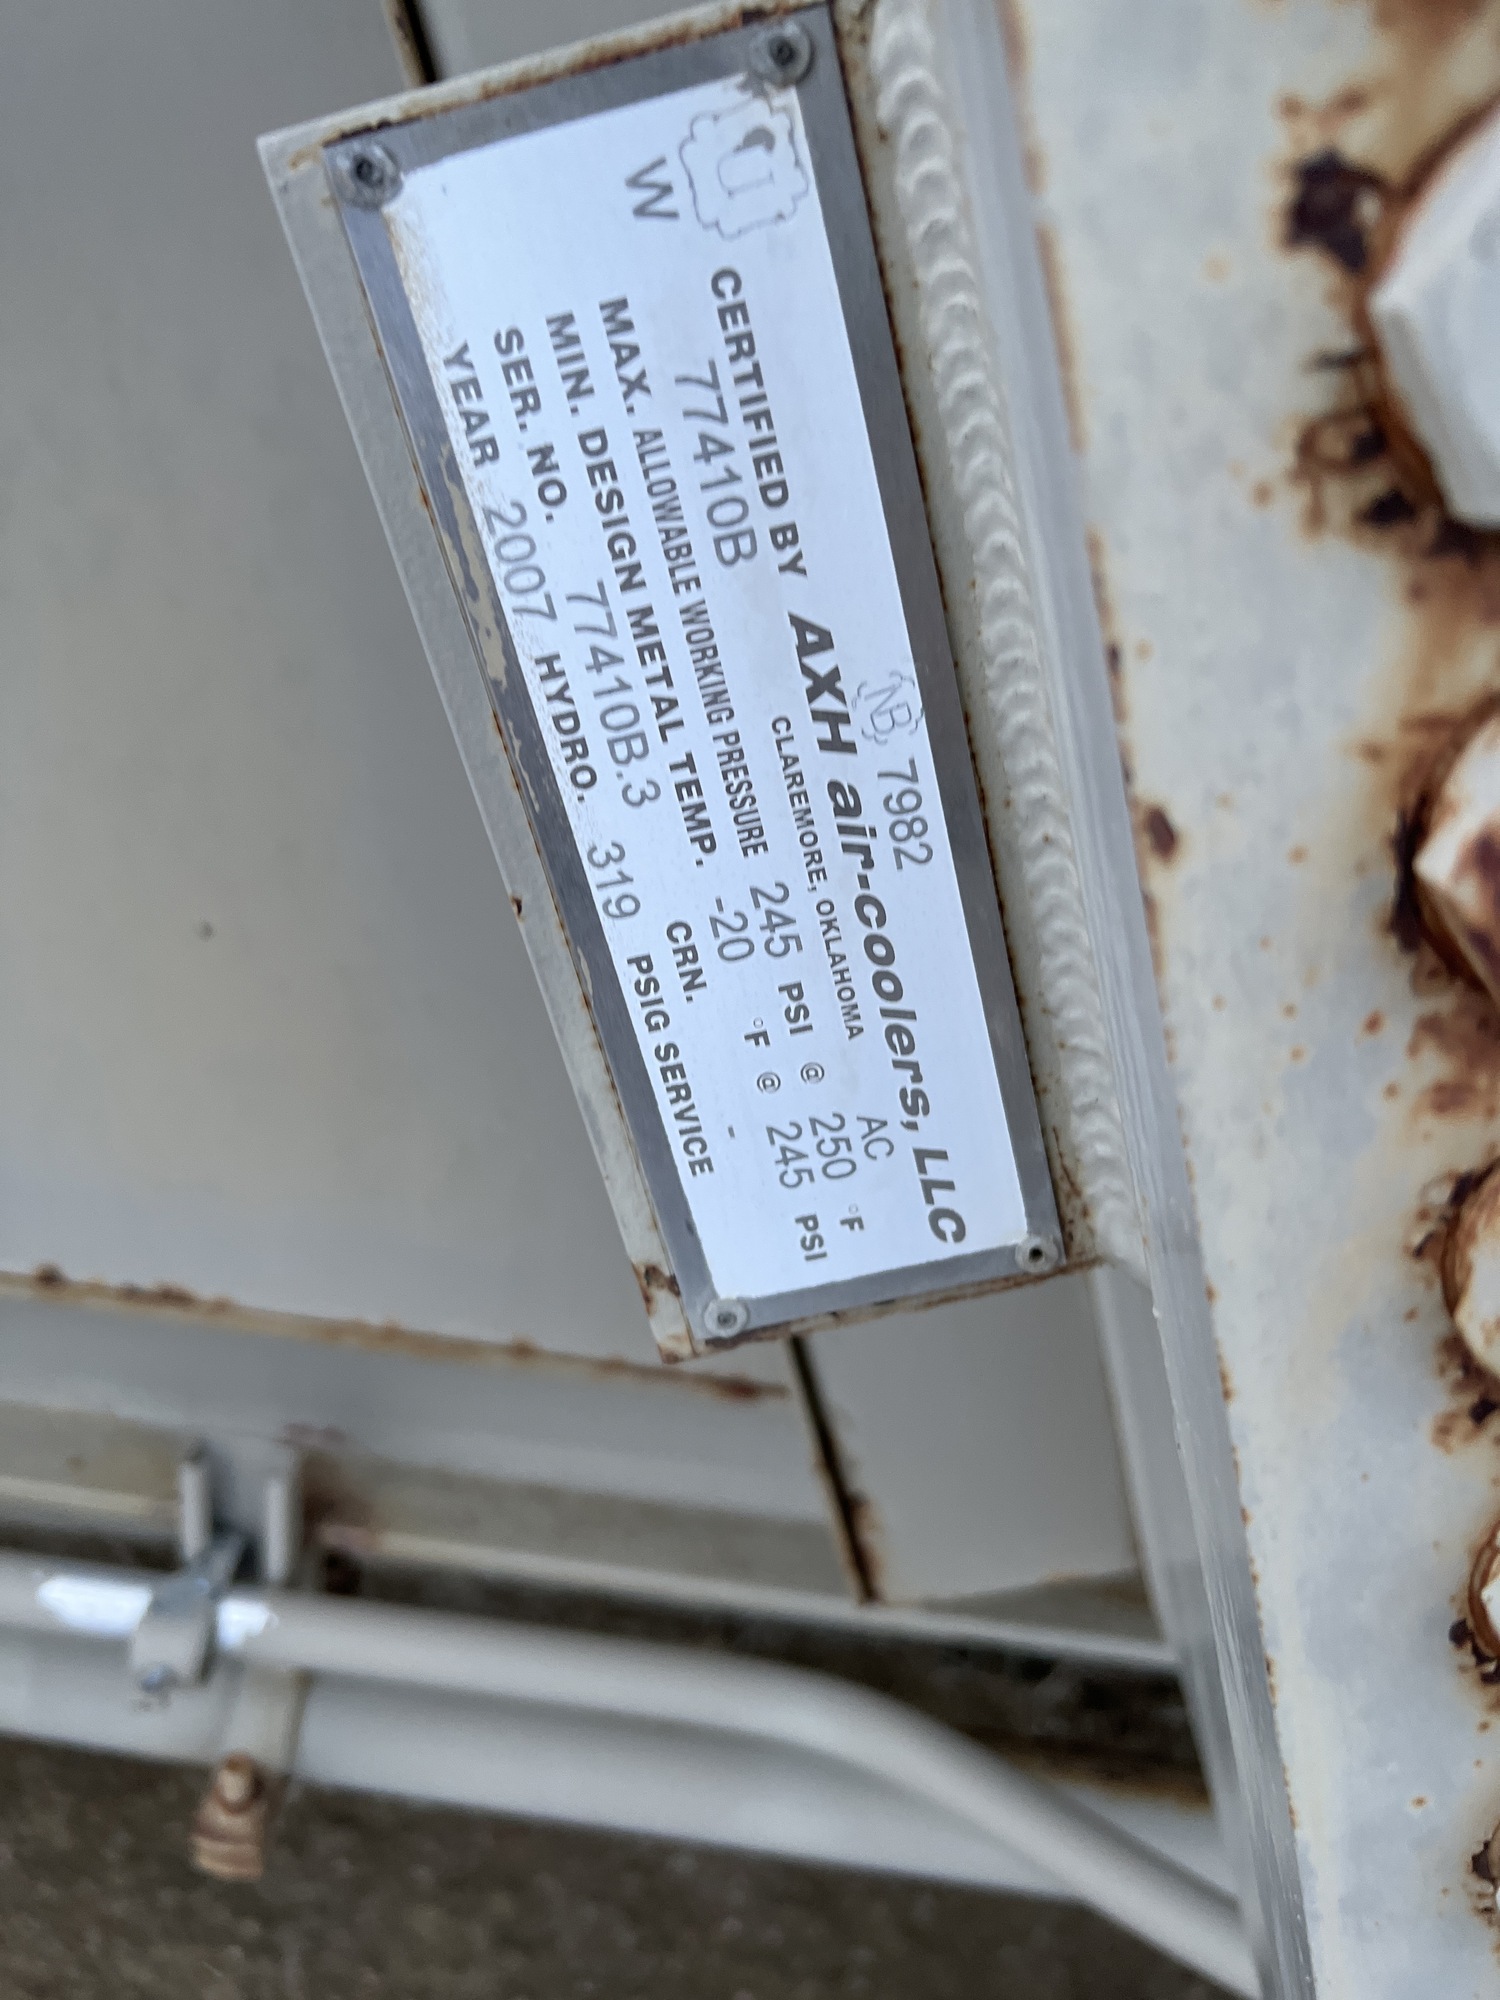 NB 7982
CERTIFIED BY AXH air-coolers, LLC
U
W
77410B CLAREMORE, OKLAHOMA AC
MAX. ALLOWABLE WORKING PRESSURE 245 PSI @ 250 °F
MIN. DESIGN METAL TEMP. -20 °F @ 245 PSI
SER. NO. 77410B.3 CRN. -
YEAR 2007 HYDRO. 319 PSIG SERVICE